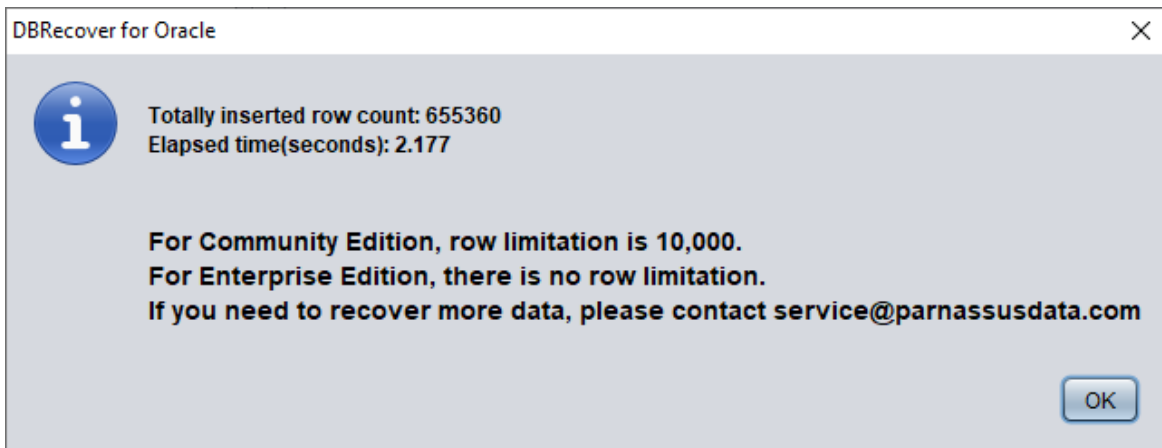 DBRecover for Oracle
Totally inserted row count: 655360
Elapsed time(seconds): 2.177
For Community Edition, row limitation is 10,000.
For Enterprise Edition, there is no row limitation.
If you need to recover more data, please contact service@parnassusdata.com
OK